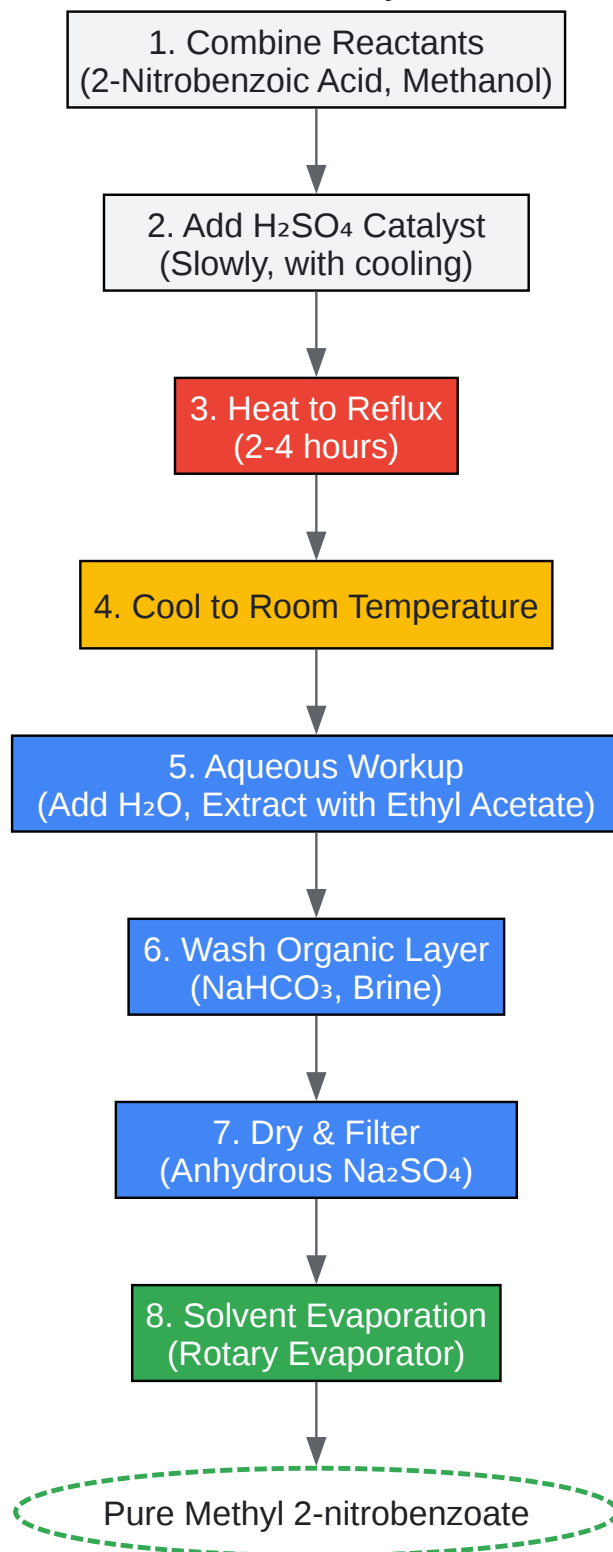 1. Combine Reactants
(2-Nitrobenzoic Acid, Methanol)
2. Add H₂SO₄ Catalyst
(Slowly, with cooling)
3. Heat to Reflux
(2-4 hours)
4. Cool to Room Temperature
5. Aqueous Workup
(Add H₂O, Extract with Ethyl Acetate)
6. Wash Organic Layer
(NaHCO₃, Brine)
7. Dry & Filter
(Anhydrous Na₂SO₄)
8. Solvent Evaporation
(Rotary Evaporator)
Pure Methyl 2-nitrobenzoate